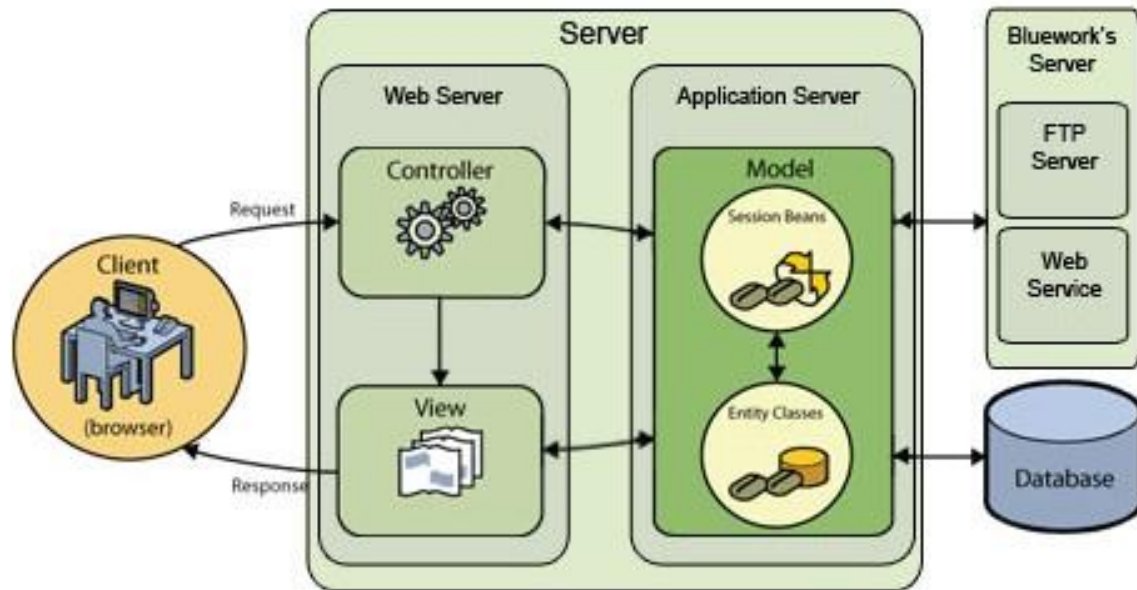 Server
Web Server
Application Server
Bluework's
Server
FTP
Server
Web
Service
Controller
Model
Session Beans
Request
Client
(browser)
View
Entity Classes
Response
Database